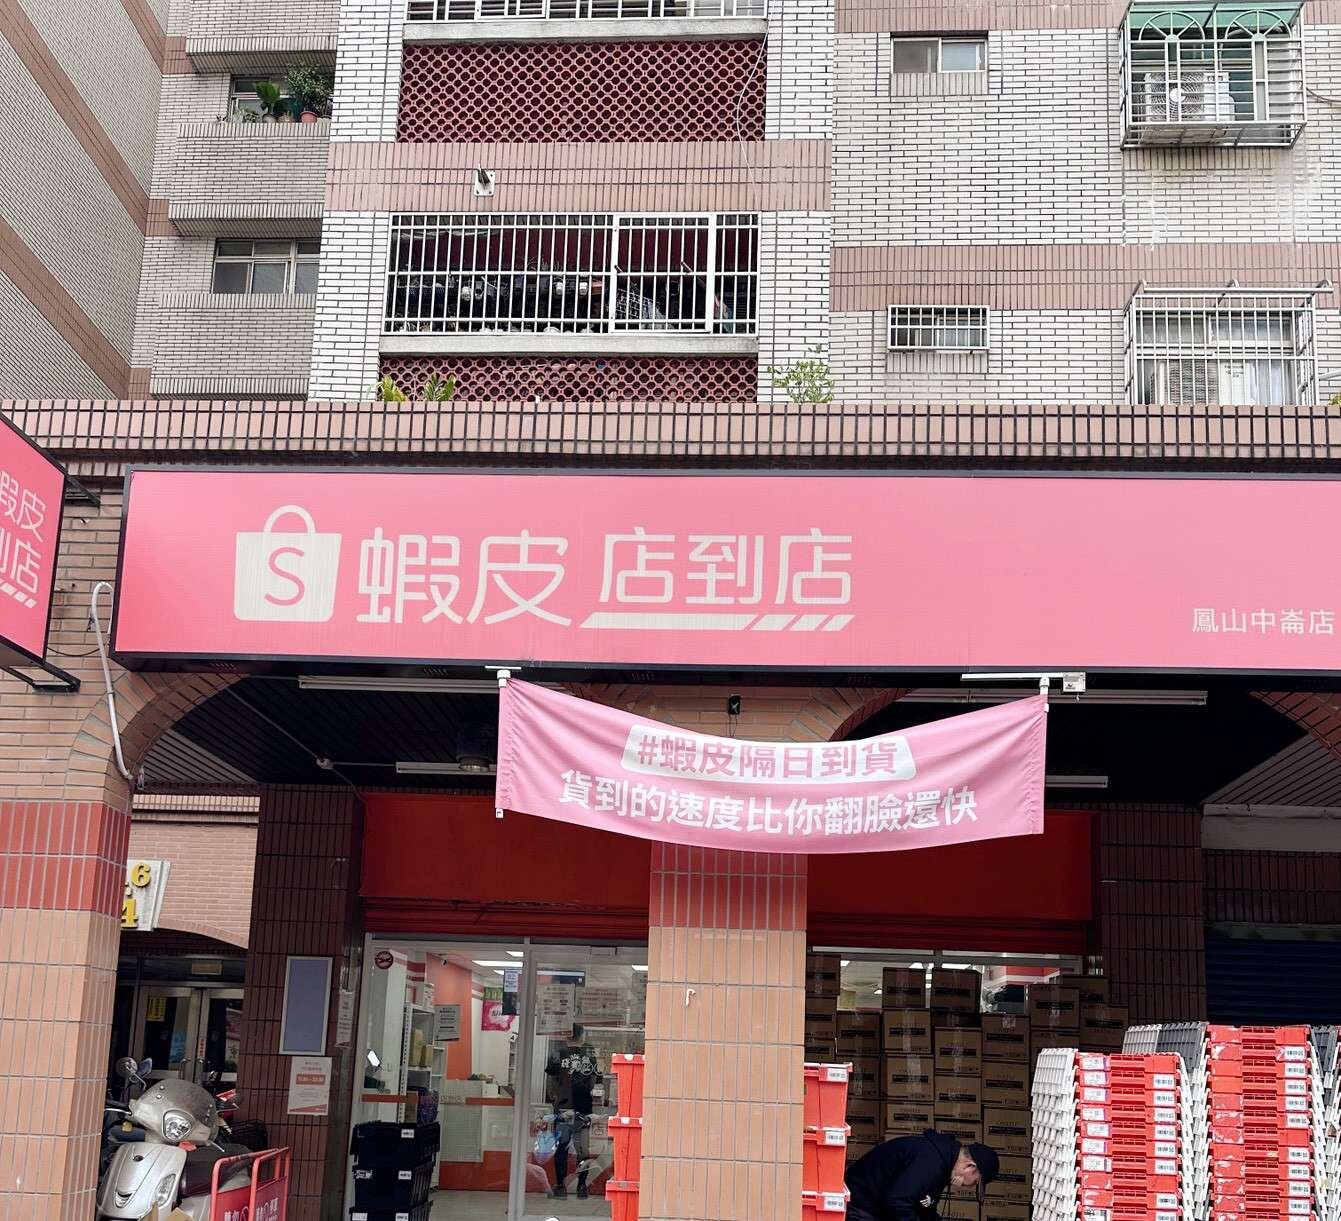 S
蝦皮 店到店
鳳山中崙店
蝦皮
到店
#蝦皮隔日到貨
貨到的速度比你翻臉還快